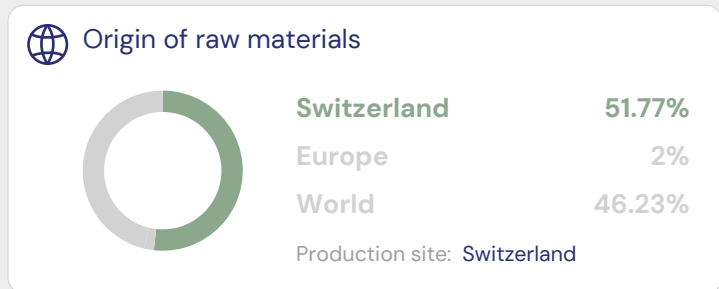 Origin of raw materials
Switzerland 51.77%
Europe 2%
World 46.23%
Production site: Switzerland